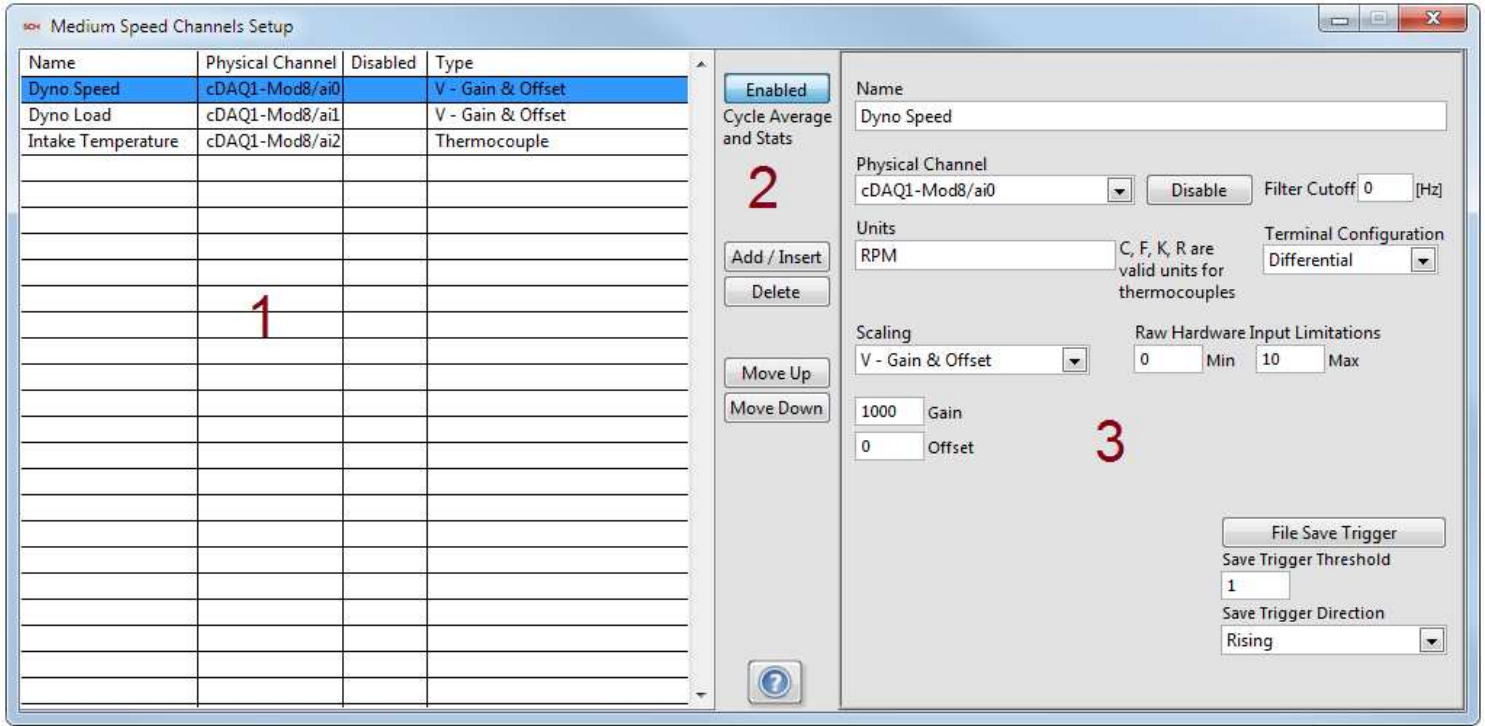 Medium Speed Channels Setup
Name Physical Channel Disabled Type
Dyno Speed cDAQ1-Mod8/ai0 V - Gain & Offset
Dyno Load cDAQ1-Mod8/ai1 V - Gain & Offset
Intake Temperature cDAQ1-Mod8/ai2 Thermocouple
1
Enabled
Cycle Average
and Stats
2
Add / Insert
Delete
Move Up
Move Down
Name
Dyno Speed
Physical Channel
cDAQ1-Mod8/ai0 Disable Filter Cutoff 0 [Hz]
Units
RPM
C, F, K, R are
valid units for
thermocouples
Terminal Configuration
Differential
Scaling
V - Gain & Offset
Raw Hardware Input Limitations
0 Min 10 Max
1000 Gain
0 Offset
3
File Save Trigger
Save Trigger Threshold
1
Save Trigger Direction
Rising